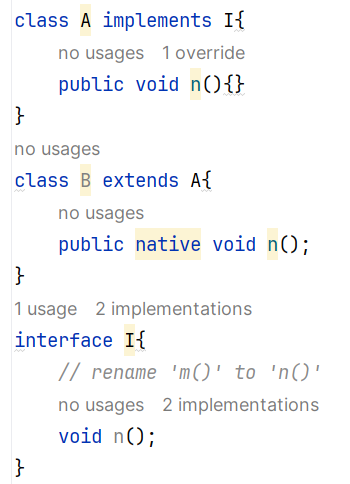 class A implements I{
no usages 1 override
public void n(){}
}
no usages
class B extends A{
no usages
public native void n();
}
1 usage 2 implementations
interface I{
// rename 'm()' to 'n()'
no usages 2 implementations
void n();
}